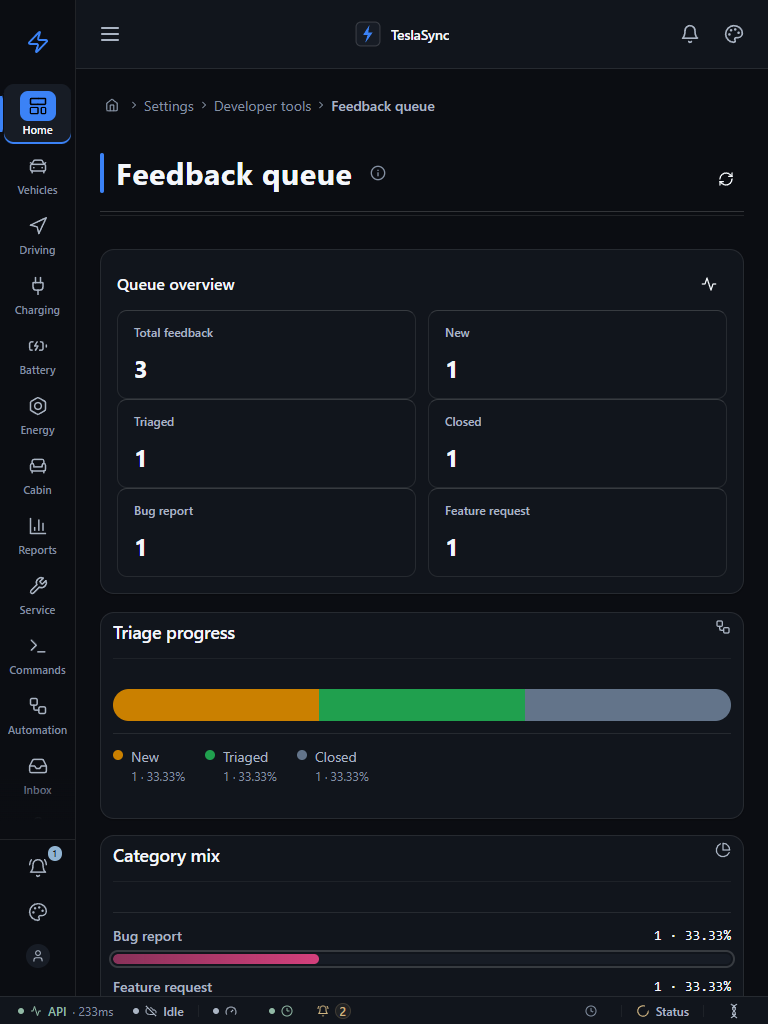 TeslaSync
Settings
Developer tools
Feedback queue
Home
Vehicles
Driving
Charging
Battery
Energy
Cabin
Reports
Service
Commands
Automation
Inbox
1
Feedback queue
Queue overview
Total feedback
3
New
1
Triaged
1
Closed
1
Bug report
1
Feature request
1
Triage progress
New
1 · 33.33%
Triaged
1 · 33.33%
Closed
1 · 33.33%
Category mix
Bug report
1 · 33.33%
Feature request
1 · 33.33%
API · 233ms
Idle
2
Status